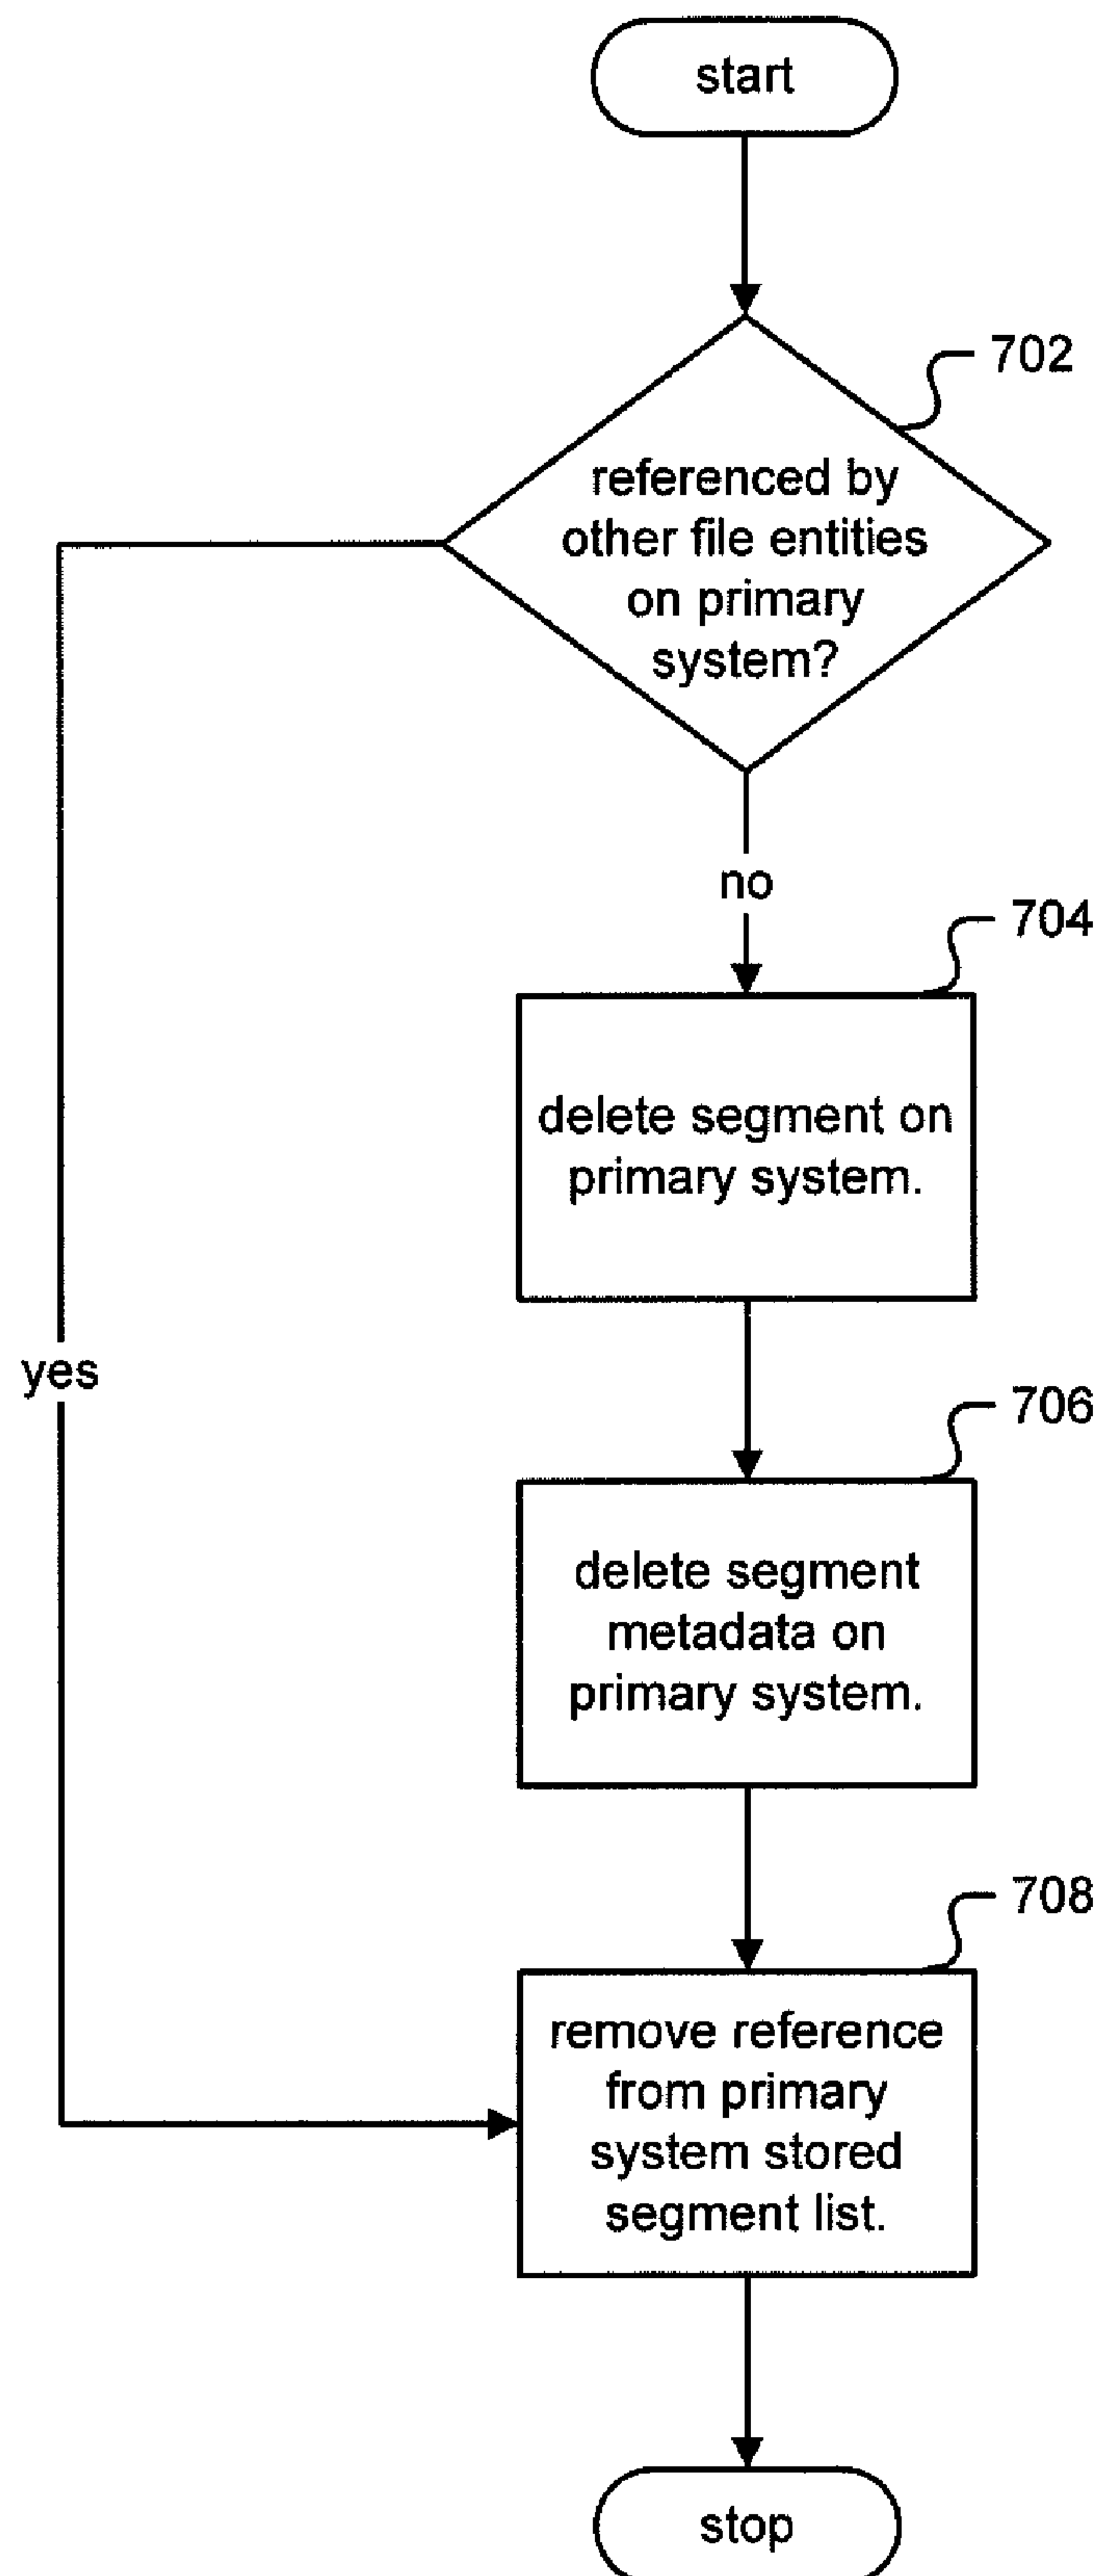 start
702
referenced by
other file entities
on primary
system?
no
704
delete segment on
primary system.
yes
706
delete segment
metadata on
primary system.
708
remove reference
from primary
system stored
segment list.
stop